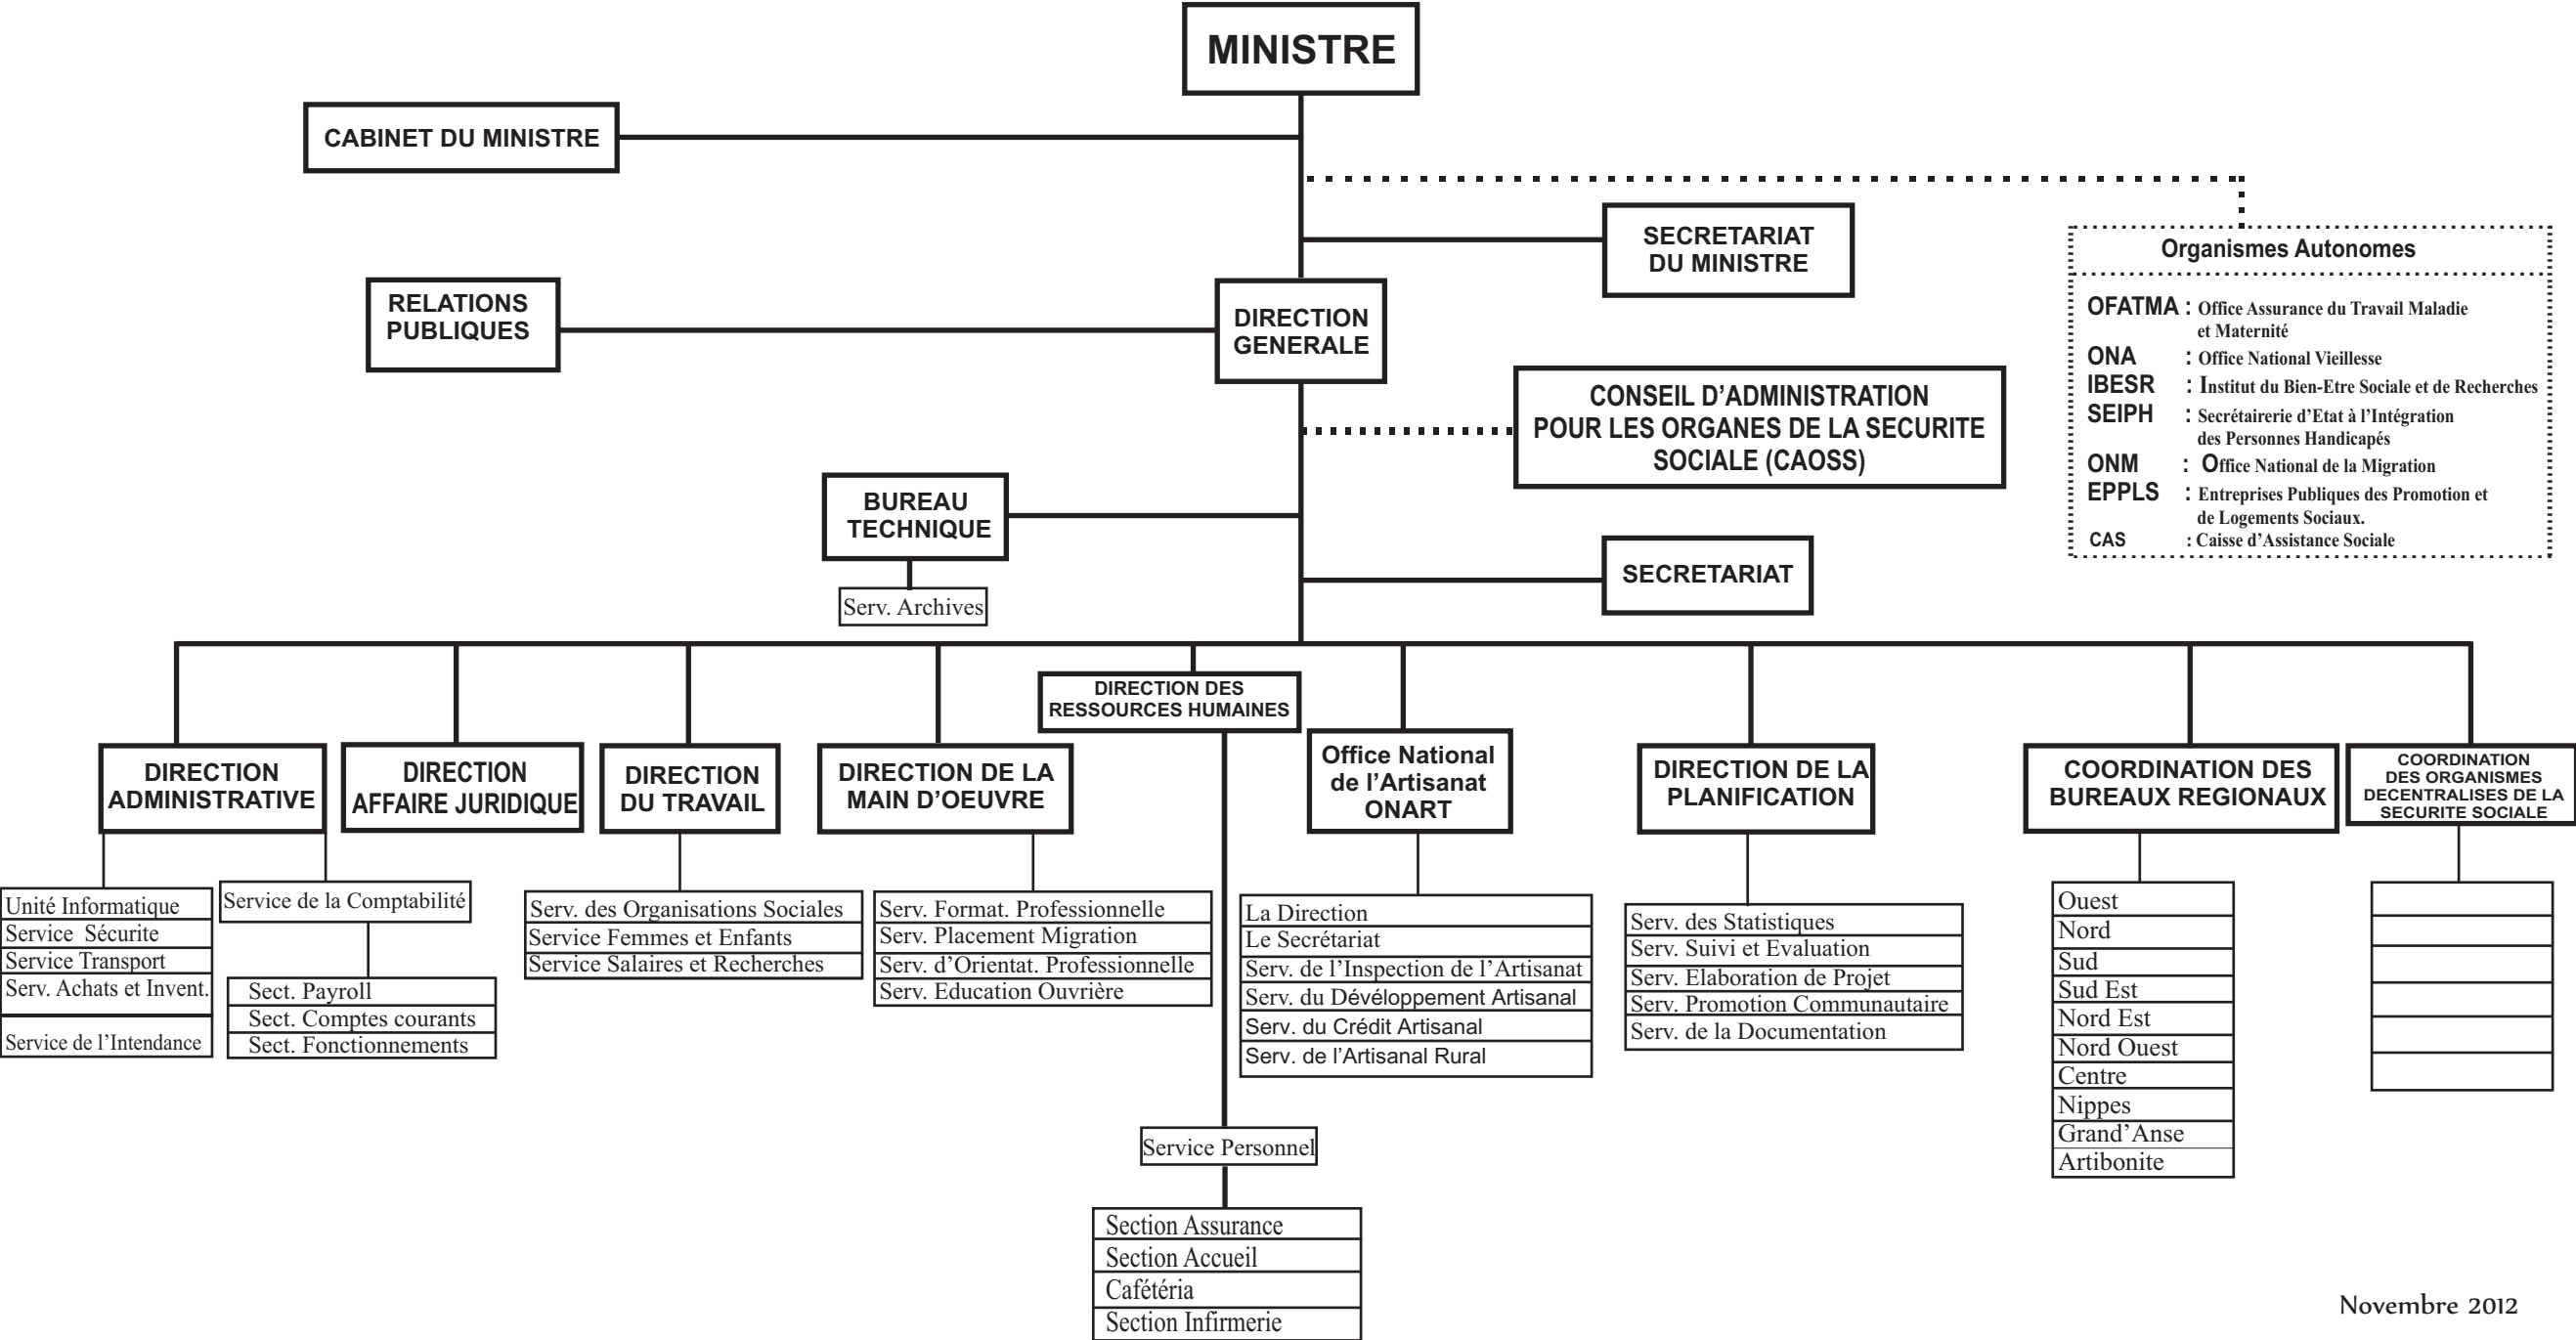 MINISTRE
CABINET DU MINISTRE
SECRETARIAT
DU MINISTRE
Organismes Autonomes
OFATMA : Office Assurance du Travail Maladie
et Maternité
ONA : Office National Vieillesse
IBESR : Institut du Bien-Etre Sociale et de Recherches
SEIPH : Secrétairerie d'Etat à l'Intégration
des Personnes Handicapés
ONM : Office National de la Migration
EPPLS : Entreprises Publiques des Promotion et
de Logements Sociaux.
CAS : Caisse d'Assistance Sociale
RELATIONS
PUBLIQUES
DIRECTION
GENERALE
CONSEIL D'ADMINISTRATION
POUR LES ORGANES DE LA SECURITE
SOCIALE (CAOSS)
BUREAU
TECHNIQUE
Serv. Archives
SECRETARIAT
DIRECTION
ADMINISTRATIVE
Unité Informatique
Service Sécurite
Service Transport
Serv. Achats et Invent.
Service de l'Intendance
Service de la Comptabilité
Sect. Payroll
Sect. Comptes courants
Sect. Fonctionnements
DIRECTION
AFFAIRE JURIDIQUE
DIRECTION
DU TRAVAIL
Serv. des Organisations Sociales
Service Femmes et Enfants
Service Salaires et Recherches
DIRECTION DE LA
MAIN D'OEUVRE
Serv. Format. Professionnelle
Serv. Placement Migration
Serv. d'Orientat. Professionnelle
Serv. Education Ouvrière
DIRECTION DES
RESSOURCES HUMAINES
Service Personnel
Section Assurance
Section Accueil
Cafétéria
Section Infirmerie
Office National
de l'Artisanat
ONART
La Direction
Le Secrétariat
Serv. de l'Inspection de l'Artisanat
Serv. du Dévéloppement Artisanal
Serv. du Crédit Artisanal
Serv. de l'Artisanal Rural
DIRECTION DE LA
PLANIFICATION
Serv. des Statistiques
Serv. Suivi et Evaluation
Serv. Elaboration de Projet
Serv. Promotion Communautaire
Serv. de la Documentation
COORDINATION DES
BUREAUX REGIONAUX
Ouest
Nord
Sud
Sud Est
Nord Est
Nord Ouest
Centre
Nippes
Grand'Anse
Artibonite
COORDINATION
DES ORGANISMES
DECENTRALISES DE LA
SECURITE SOCIALE
Novembre 2012